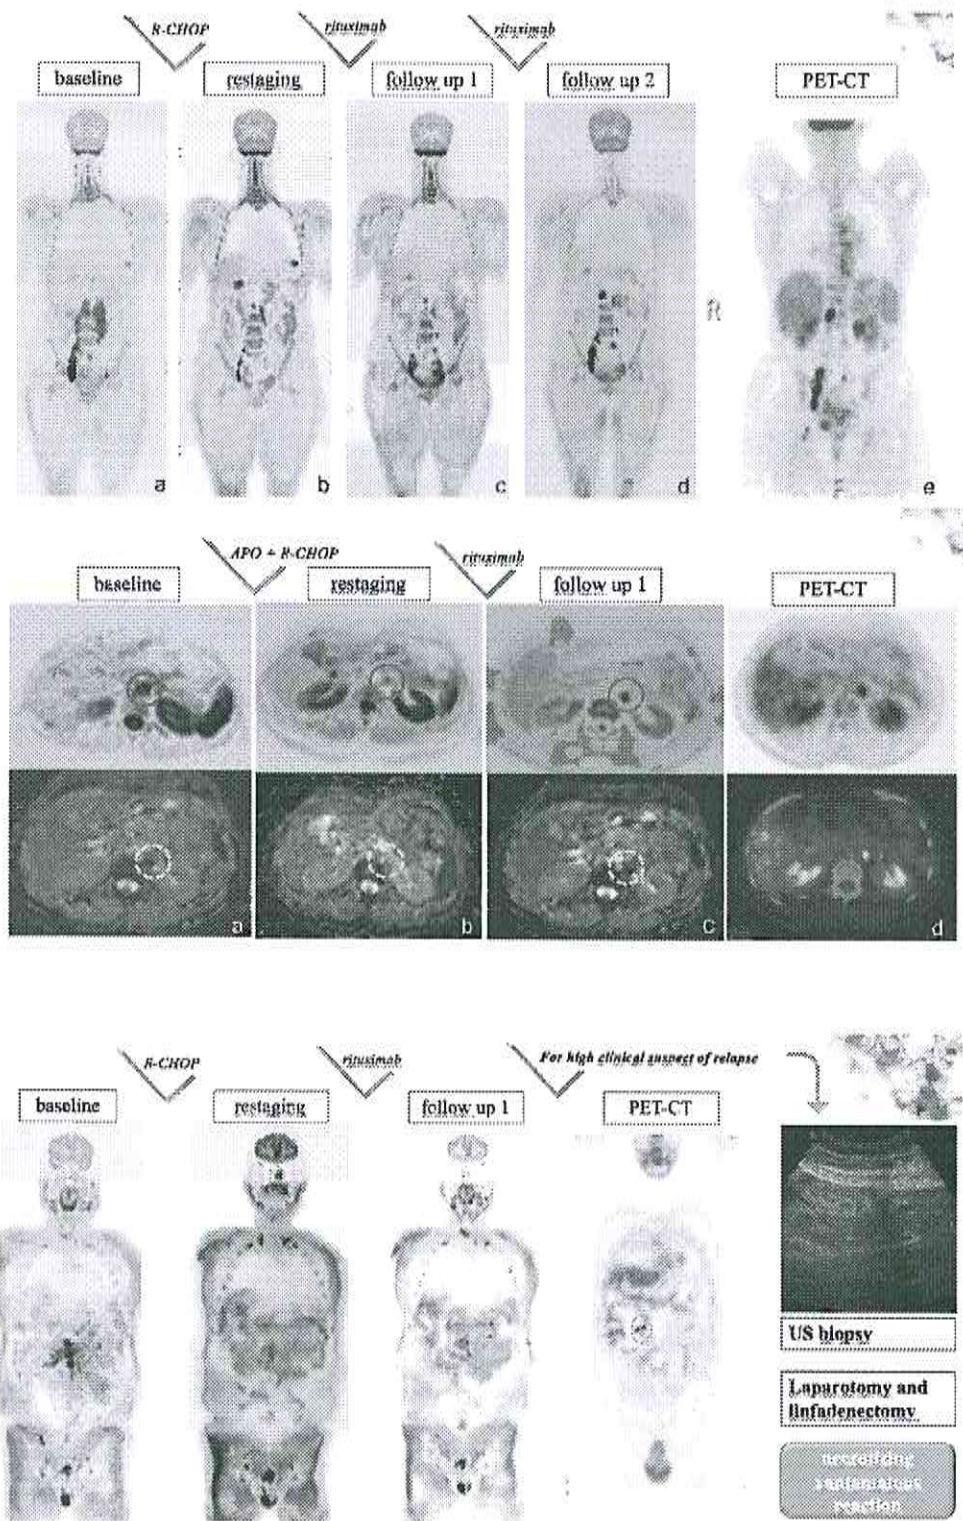 R-CHOP
rituximab
rituximab
baseline
restaging
follow up 1
follow up 2
PET-CT
R
a
b
c
d
e
APO + R-CHOP
rituximab
baseline
restaging
follow up 1
PET-CT
a
b
c
d
R-CHOP
rituximab
For high clinical suspect of relapse
baseline
restaging
follow up 1
PET-CT
US biopsy
Laparotomy and
linfadenectomy
necrotizing
reaction